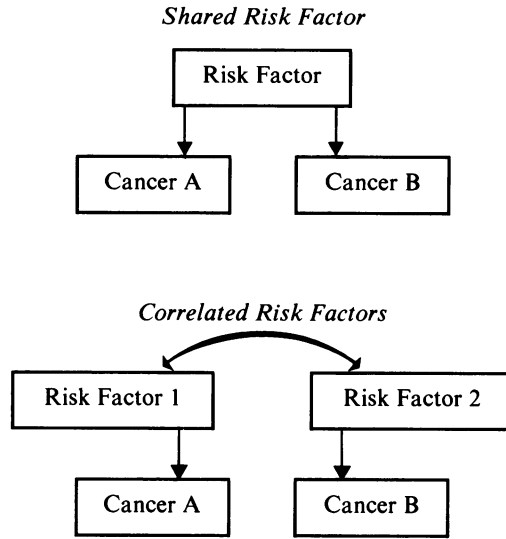 Shared Risk Factor
Risk Factor
Cancer A Cancer B
Correlated Risk Factors
Risk Factor 1 Risk Factor 2
Cancer A Cancer B